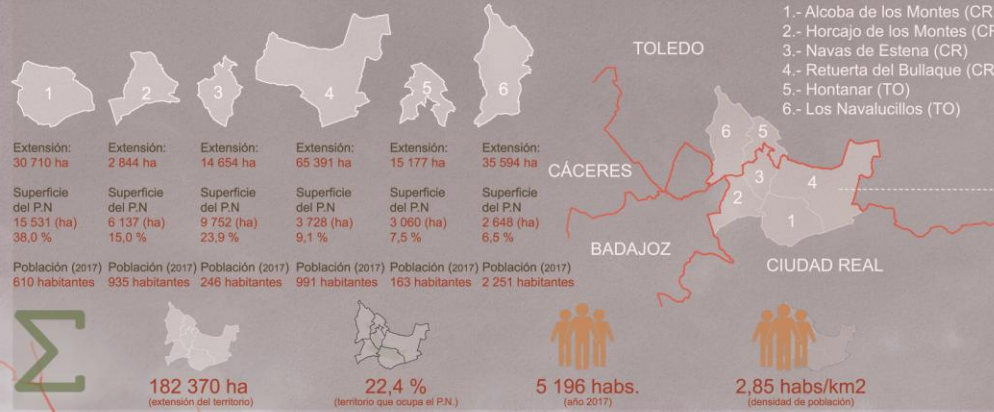 1.- Alcoba de los Montes (CR
2.- Horcajo de los Montes (CR
3.- Navas de Estena (CR)
4.- Retuerta del Bullaque (CR
5.- Hontanar (TO)
6.- Los Navalucillos (TO)
TOLEDO
CÁCERES
BADAJOZ
CIUDAD REAL
6 5
3 4
2
1
1 2 3 4 5 6
Extensión: Extensión: Extensión: Extensión: Extensión: Extensión:
30 710 ha 2 844 ha 14 654 ha 65 391 ha 15 177 ha 35 594 ha
Superficie Superficie Superficie Superficie Superficie Superficie
del P.N del P.N del P.N del P.N del P.N del P.N
15 531 (ha) 6 137 (ha) 9 752 (ha) 3 728 (ha) 3 060 (ha) 2 648 (ha)
38,0 % 15,0 % 23,9 % 9,1 % 7,5 % 6,5 %
Población (2017) Población (2017) Población (2017) Población (2017) Población (2017) Población (2017)
610 habitantes 935 habitantes 246 habitantes 991 habitantes 163 habitantes 2 251 habitantes
Σ
182 370 ha
(extensión del territorio)
22,4 %
(territorio que ocupa el P.N.)
5 196 habs.
(año 2017)
2,85 habs/km2
(densidad de población)